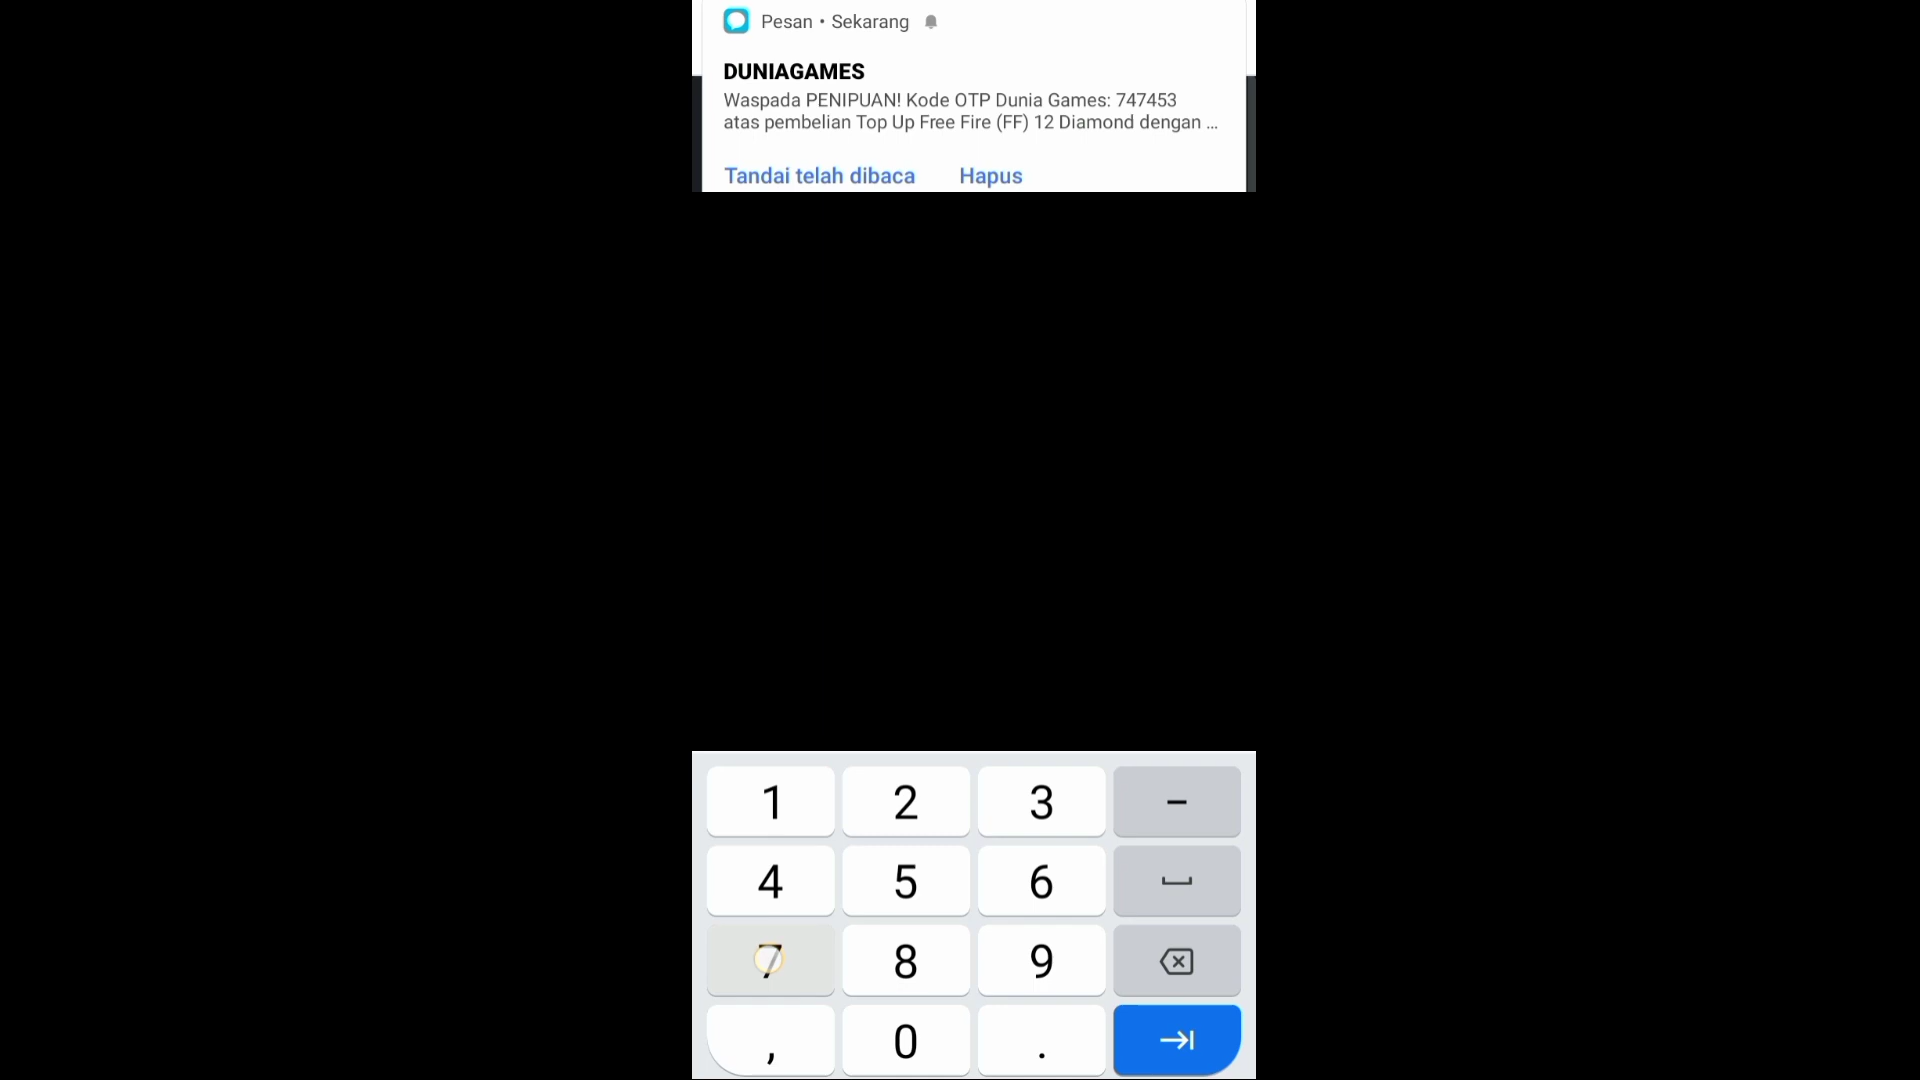 Pesan • Sekarang
DUNIAGAMES
Waspada PENIPUAN! Kode OTP Dunia Games: 747453
atas pembelian Top Up Free Fire (FF) 12 Diamond dengan ...
Tandai telah dibaca Hapus
1 2 3 –
4 5 6
7 8 9
, 0 .